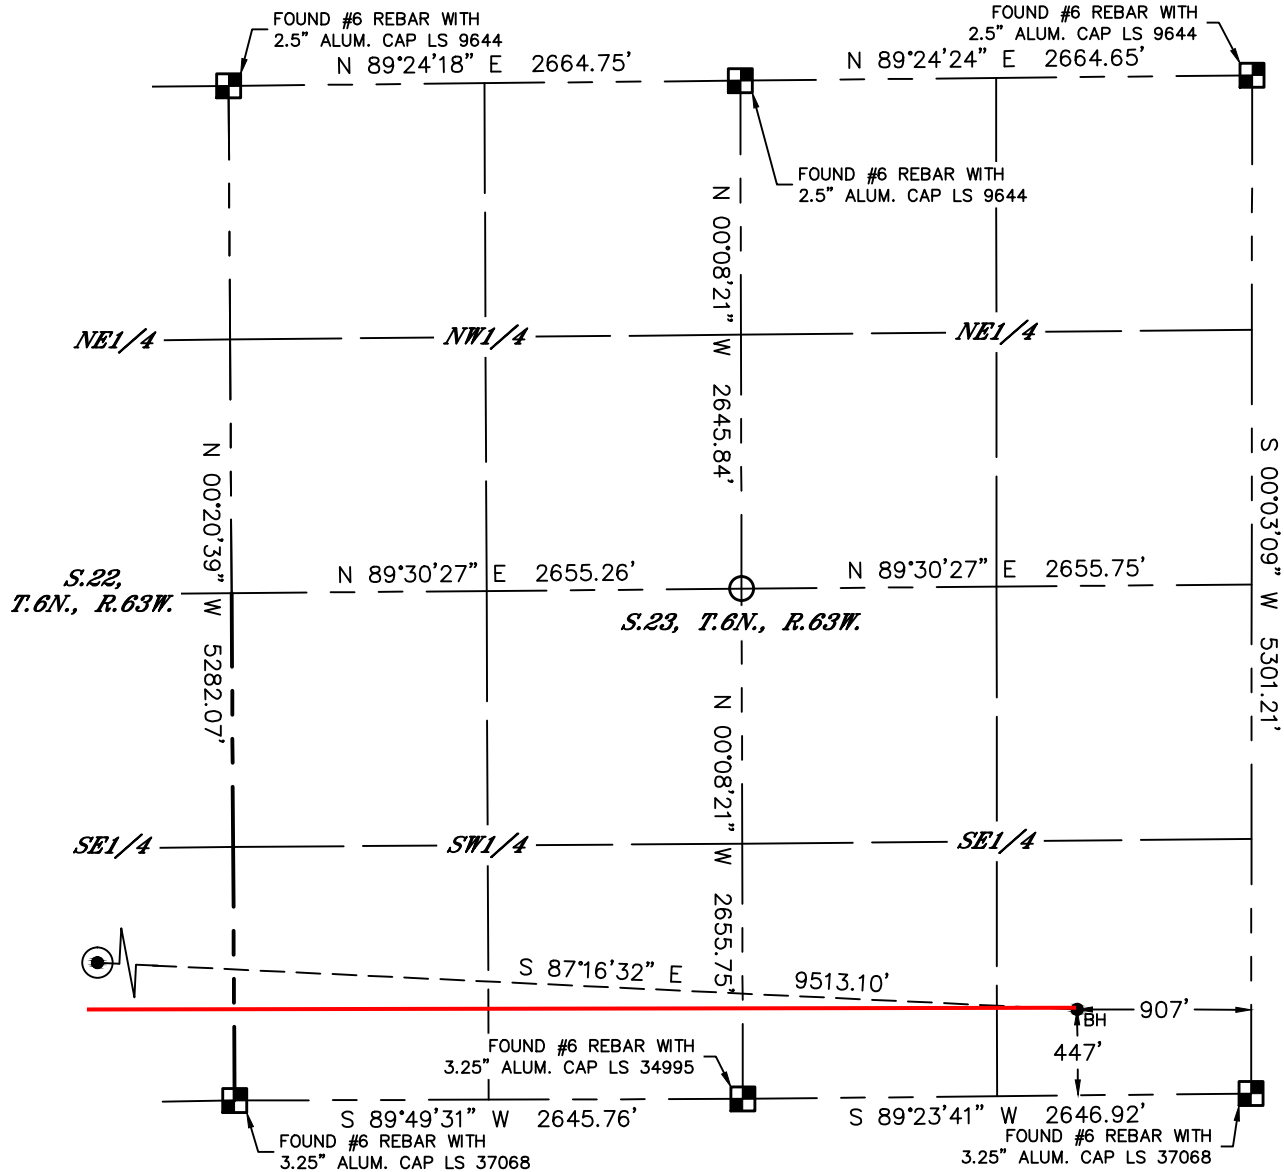 FOUND #6 REBAR WITH
2.5" ALUM. CAP LS 9644
FOUND #6 REBAR WITH
2.5" ALUM. CAP LS 9644
N 89°24'18" E 2664.75'
N 89°24'24" E 2664.65'
FOUND #6 REBAR WITH
2.5" ALUM. CAP LS 9644
N 00°08'21" W 2645.84'
NE1/4
NW1/4
NE1/4
N 00°20'39" W 5282.07'
S 00°03'09" W 5301.21'
S.22,
T.6N., R.63W.
N 89°30'27" E 2655.26'
N 89°30'27" E 2655.75'
S.23, T.6N., R.63W.
N 00°08'21" W 2655.75'
SE1/4
SW1/4
SE1/4
S 87°16'32" E 9513.10'
BH
907'
447'
FOUND #6 REBAR WITH
3.25" ALUM. CAP LS 34995
S 89°49'31" W 2645.76'
S 89°23'41" W 2646.92'
FOUND #6 REBAR WITH
3.25" ALUM. CAP LS 37068
FOUND #6 REBAR WITH
3.25" ALUM. CAP LS 37068